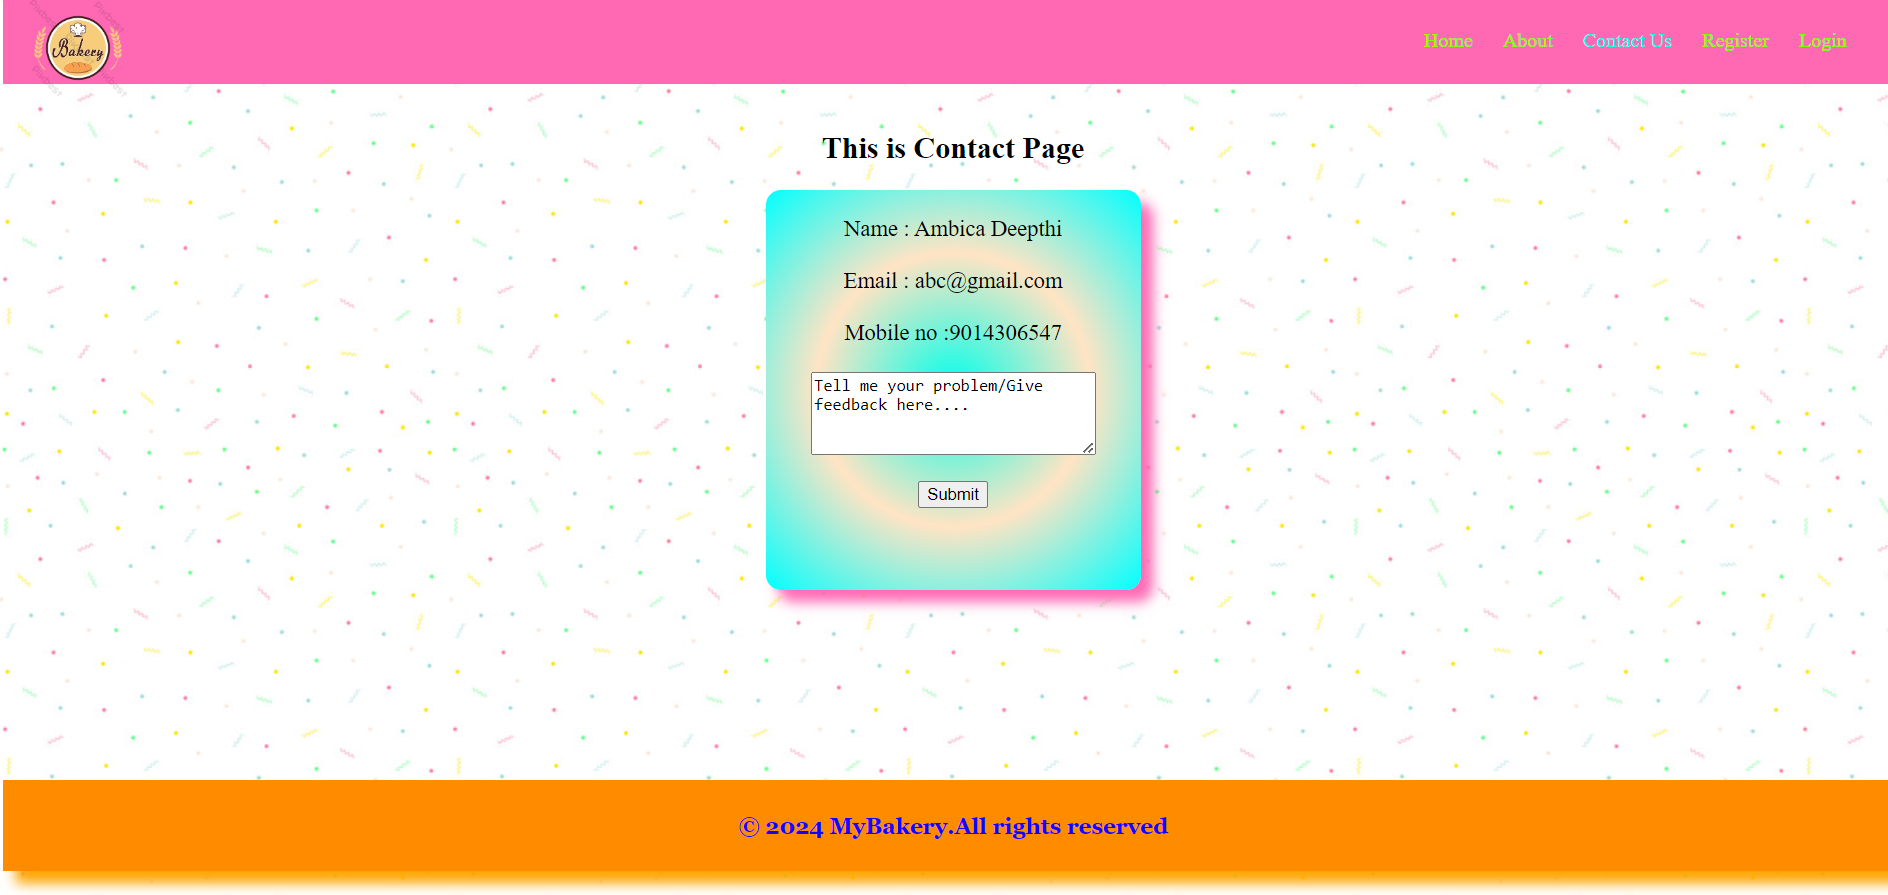 Bakery
Home About Contact Us Register Login
This is Contact Page
Name : Ambica Deepthi
Email : abc@gmail.com
Mobile no :9014306547
Tell me your problem/Give
feedback here....
Submit
© 2024 MyBakery.All rights reserved